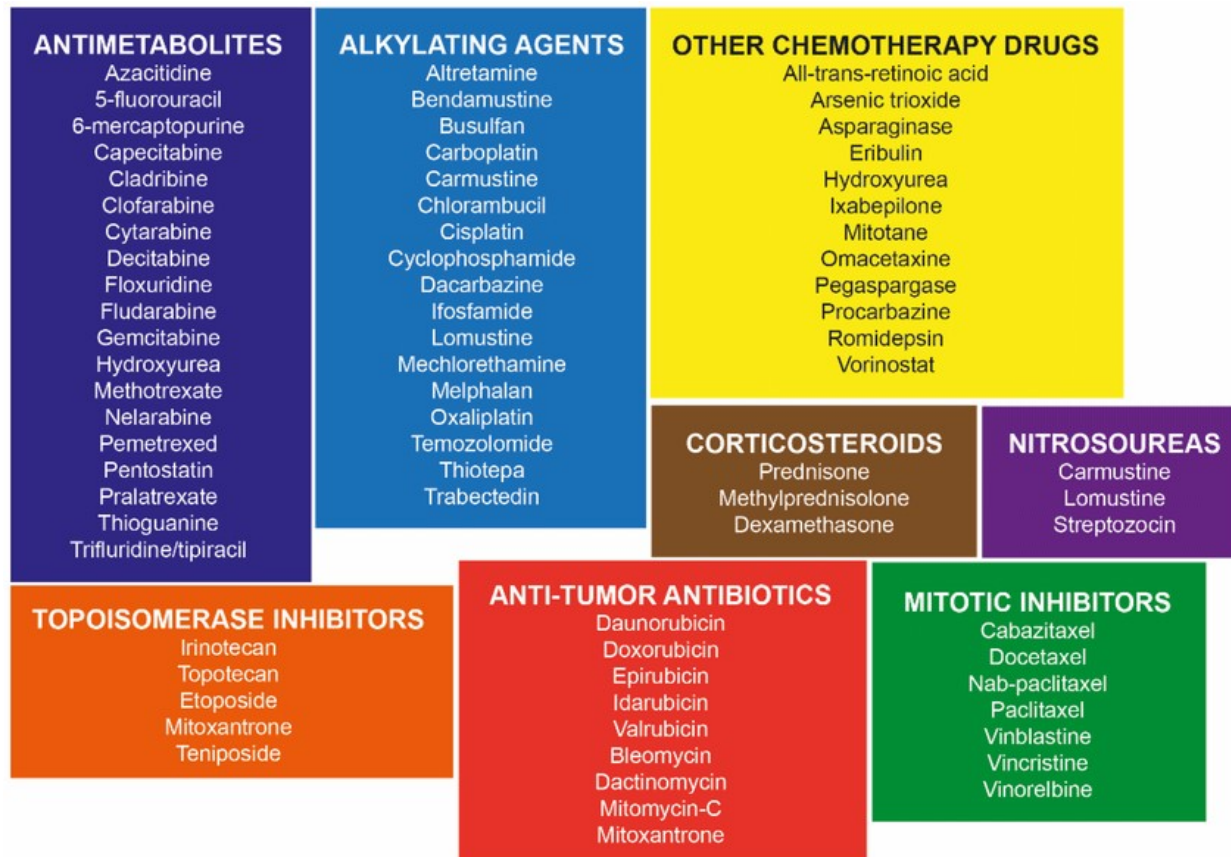 ANTIMETABOLITES
Azacitidine
5-fluorouracil
6-mercaptopurine
Capecitabine
Cladribine
Clofarabine
Cytarabine
Decitabine
Floxuridine
Fludarabine
Gemcitabine
Hydroxyurea
Methotrexate
Nelarabine
Pemetrexed
Pentostatin
Pralatrexate
Thioguanine
Trifluridine/tipiracil
ALKYLATING AGENTS
Altretamine
Bendamustine
Busulfan
Carboplatin
Carmustine
Chlorambucil
Cisplatin
Cyclophosphamide
Dacarbazine
Ifosfamide
Lomustine
Mechlorethamine
Melphalan
Oxaliplatin
Temozolomide
Thiotepa
Trabectedin
OTHER CHEMOTHERAPY DRUGS
All-trans-retinoic acid
Arsenic trioxide
Asparaginase
Eribulin
Hydroxyurea
Ixabepilone
Mitotane
Omacetaxine
Pegaspargase
Procarbazine
Romidepsin
Vorinostat
CORTICOSTEROIDS
Prednisone
Methylprednisolone
Dexamethasone
NITROSOUREAS
Carmustine
Lomustine
Streptozocin
TOPOISOMERASE INHIBITORS
Irinotecan
Topotecan
Etoposide
Mitoxantrone
Teniposide
ANTI-TUMOR ANTIBIOTICS
Daunorubicin
Doxorubicin
Epirubicin
Idarubicin
Valrubicin
Bleomycin
Dactinomycin
Mitomycin-C
Mitoxantrone
MITOTIC INHIBITORS
Cabazitaxel
Docetaxel
Nab-paclitaxel
Paclitaxel
Vinblastine
Vincristine
Vinorelbine